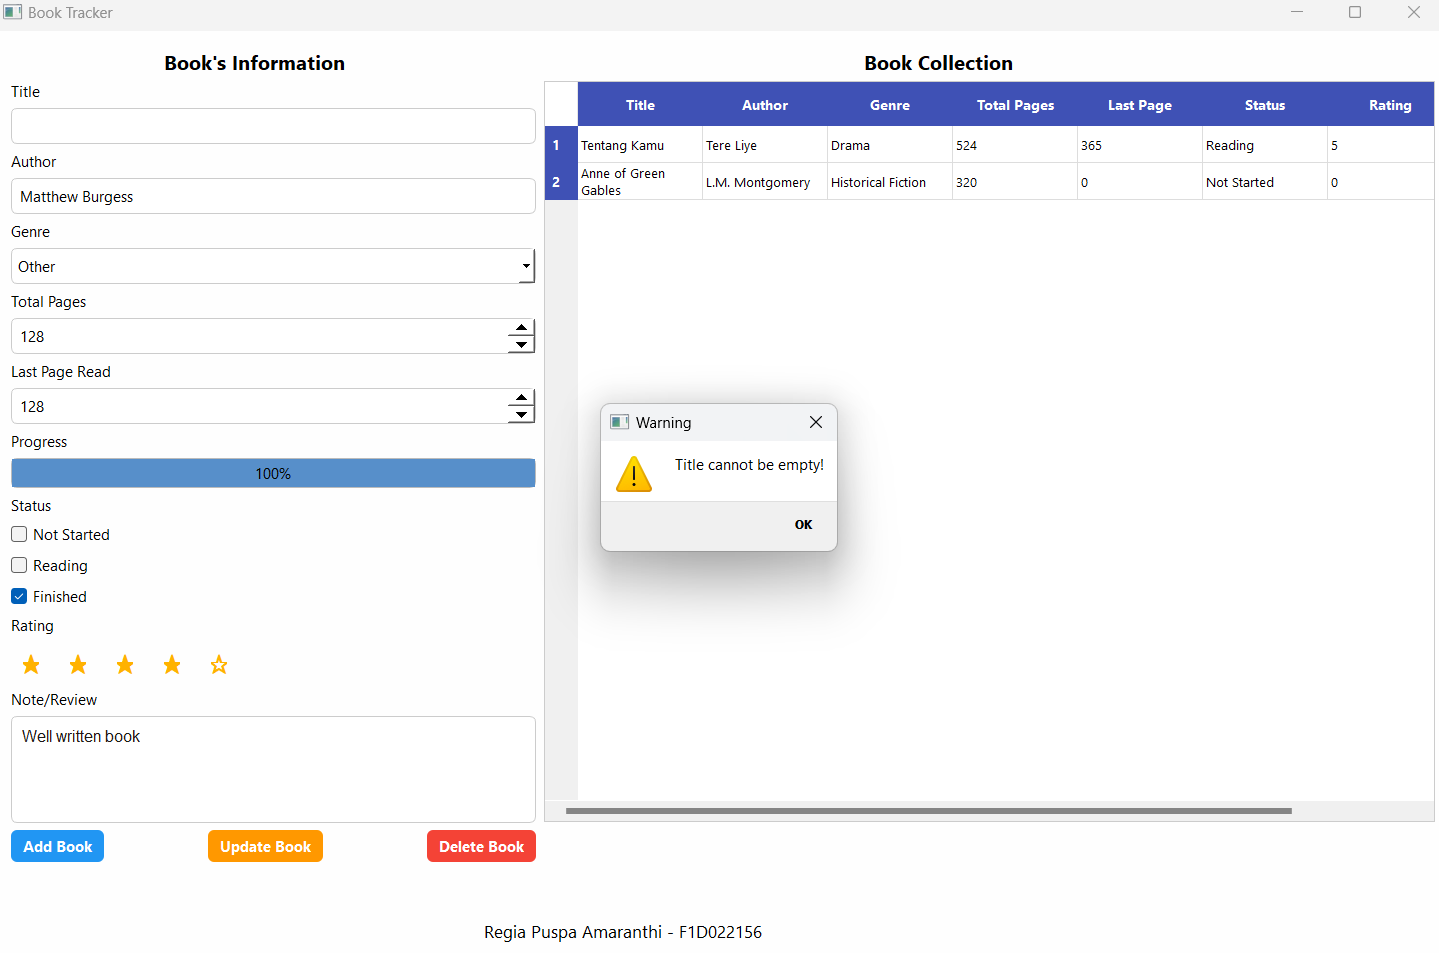 Book Tracker
Book's Information
Title
Author
Matthew Burgess
Genre
Other
Total Pages
128
Last Page Read
128
Progress
100%
Status
Not Started
Reading
Finished
Rating
Note/Review
Well written book
Add Book Update Book Delete Book
Book Collection
Title Author Genre Total Pages Last Page Status Rating
1 Tentang Kamu Tere Liye Drama 524 365 Reading 5
2 Anne of Green Gables L.M. Montgomery Historical Fiction 320 0 Not Started 0
Warning
Title cannot be empty!
OK
Regia Puspa Amaranthi - F1D022156